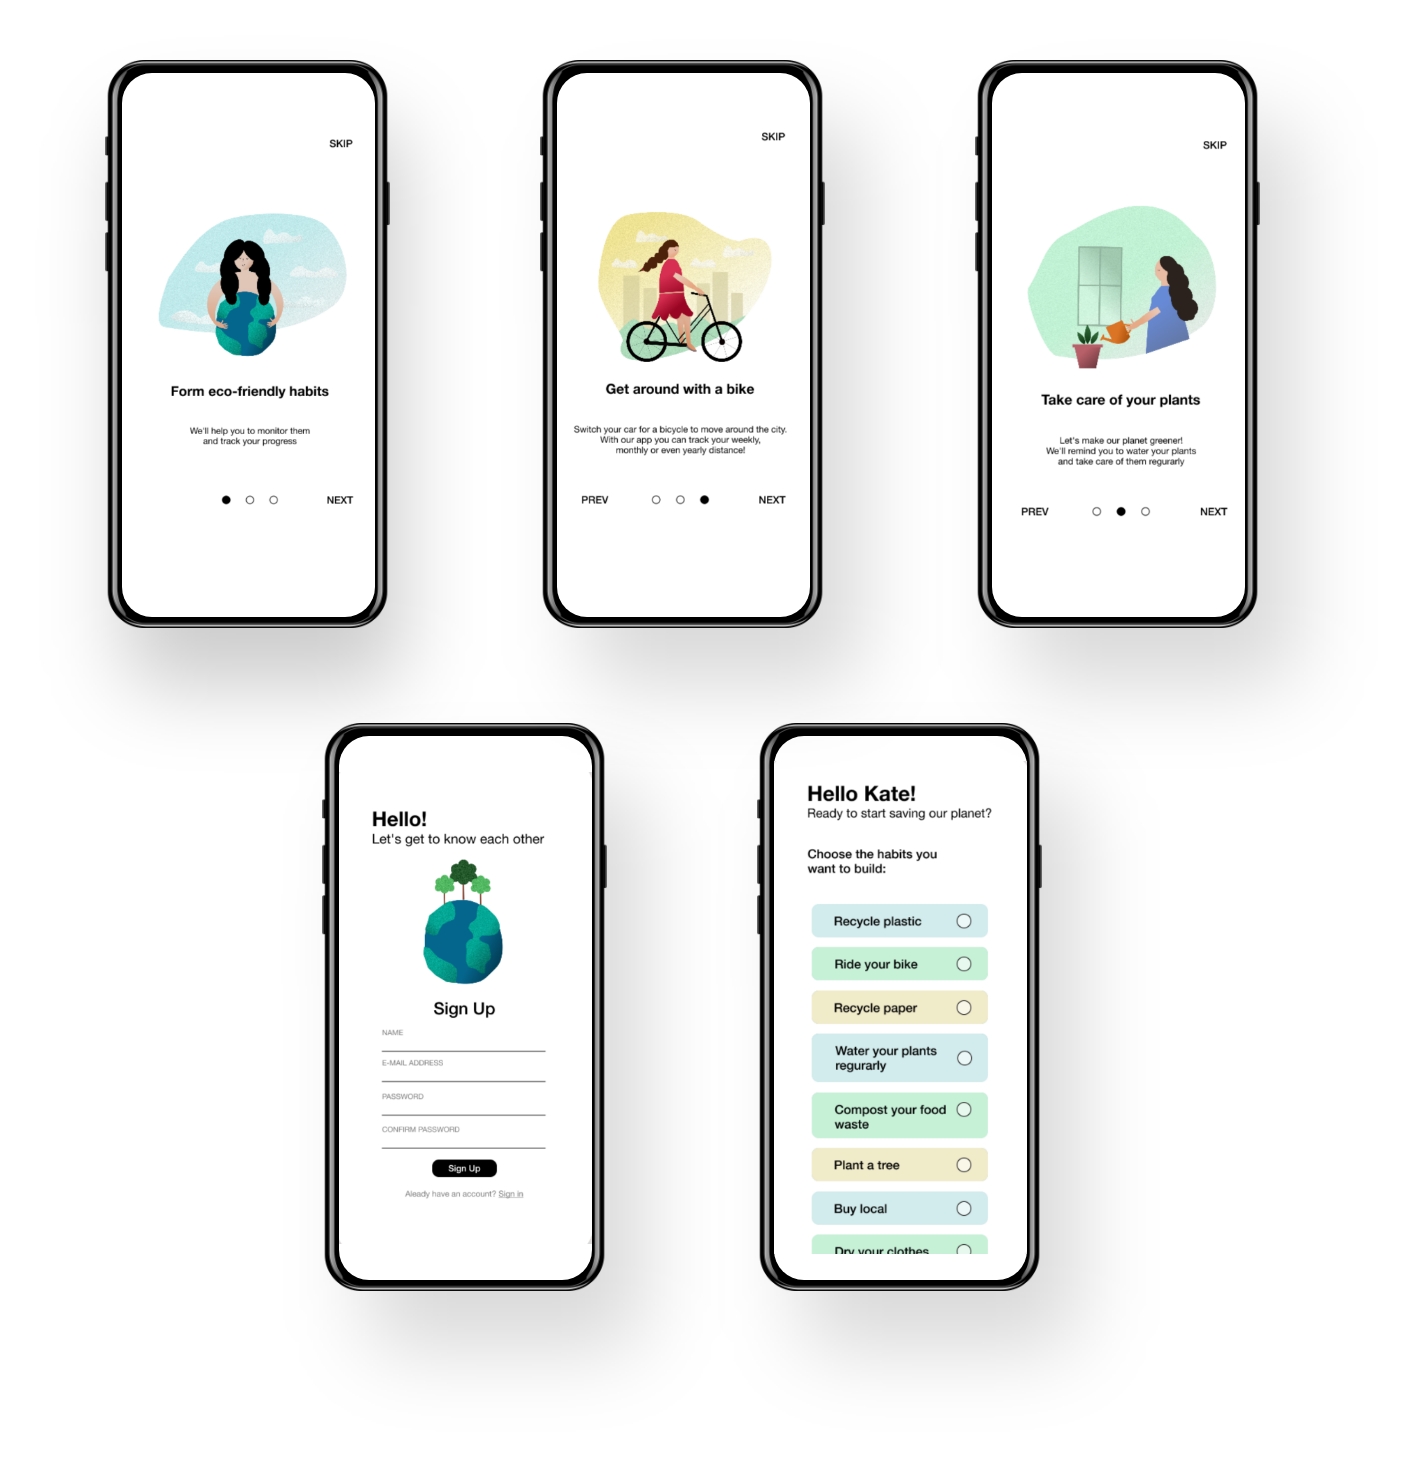 SKIP
Form eco-friendly habits
We'll help you to monitor them
and track your progress
NEXT
SKIP
Get around with a bike
Switch your car for a bicycle to move around the city.
With our app you can track your weekly,
monthly or even yearly distance!
PREV
NEXT
SKIP
Take care of your plants
Let's make our planet greener!
We'll remind you to water your plants
and take care of them regurarly
PREV
NEXT
Hello!
Let's get to know each other
Sign Up
NAME
E-MAIL ADDRESS
PASSWORD
CONFIRM PASSWORD
Sign Up
Aleady have an account? Sign in
Hello Kate!
Ready to start saving our planet?
Choose the habits you
want to build:
Recycle plastic
Ride your bike
Recycle paper
Water your plants
regurarly
Compost your food
waste
Plant a tree
Buy local
Dry your clothes